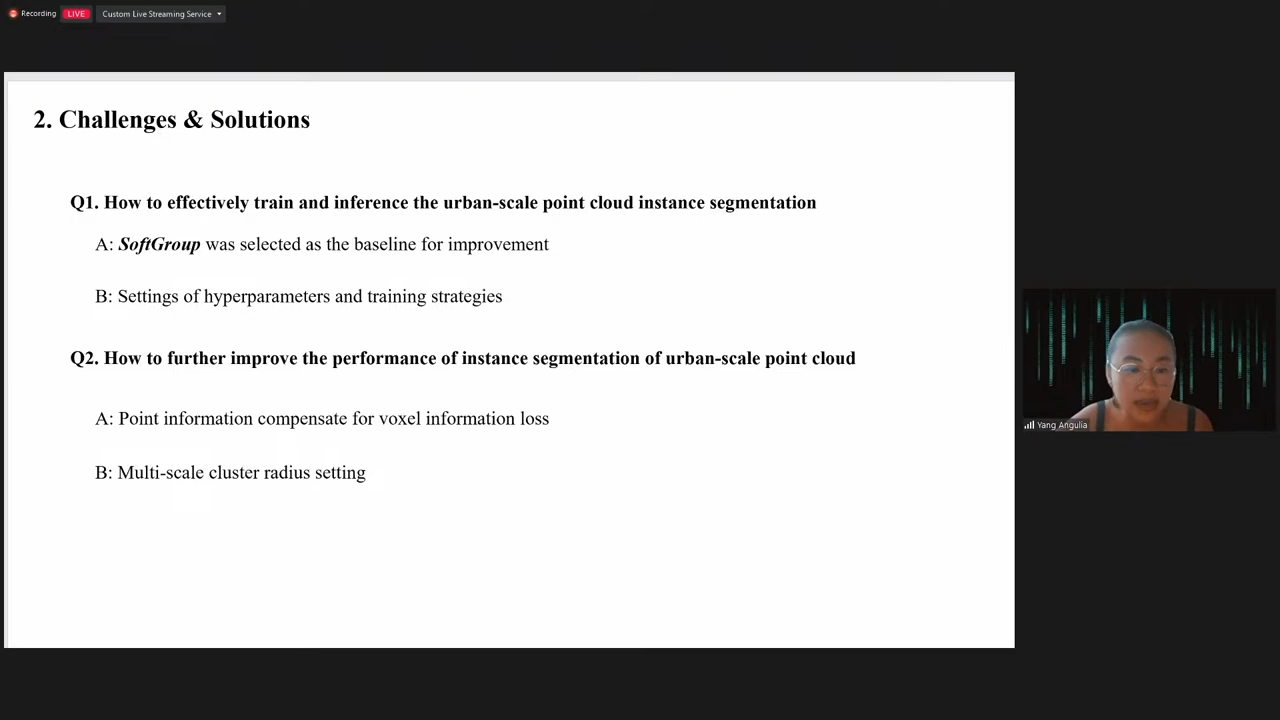 Recording
LIVE
Custom Live Streaming Service
2. Challenges & Solutions
Q1. How to effectively train and inference the urban-scale point cloud instance segmentation
A: SoftGroup was selected as the baseline for improvement
B: Settings of hyperparameters and training strategies
Q2. How to further improve the performance of instance segmentation of urban-scale point cloud
A: Point information compensate for voxel information loss
B: Multi-scale cluster radius setting
Yang Angulia